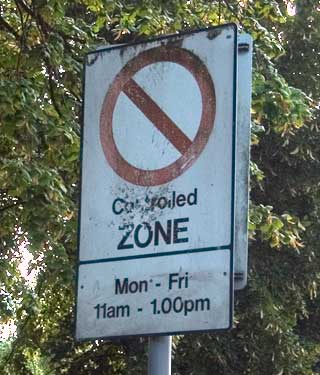 Controlled
ZONE
Mon - Fri
11am - 1.00pm